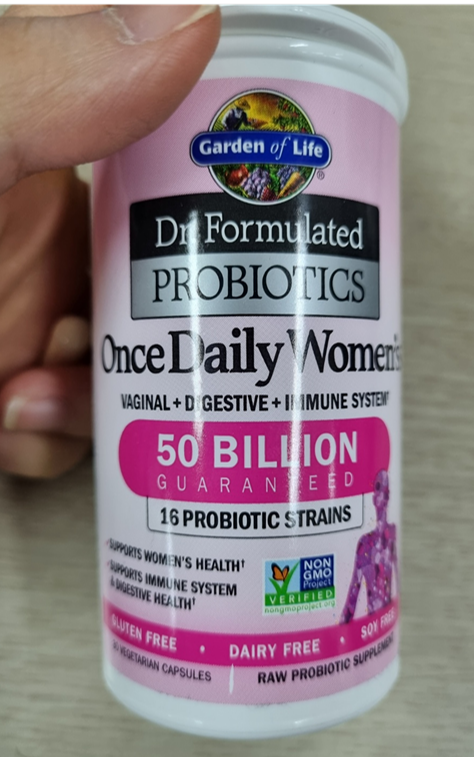 Garden of Life®
Dr. Formulated
PROBIOTICS
Once Daily Women's
VAGINAL + DIGESTIVE + IMMUNE SYSTEM†
50 BILLION
GUARANTEED
16 PROBIOTIC STRAINS
SUPPORTS WOMEN'S HEALTH†
SUPPORTS IMMUNE SYSTEM
& DIGESTIVE HEALTH†
NON
GMO
Project
VERIFIED
nongmoproject.org
GLUTEN FREE • DAIRY FREE • SOY FREE
VEGETARIAN CAPSULES
RAW PROBIOTIC SUPPLEMENT